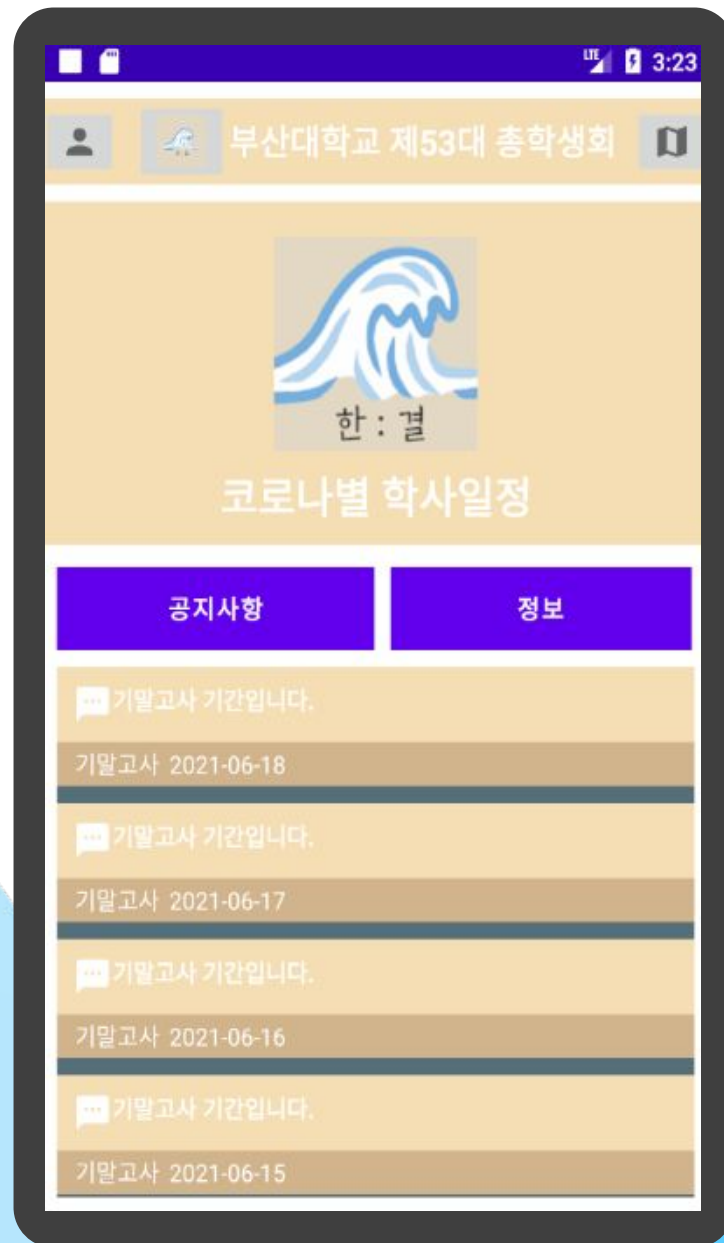 LTE 3:23
부산대학교 제53대 총학생회
한 : 결
코로나별 학사일정
공지사항
정보
기말고사 기간입니다.
기말고사 2021-06-18
기말고사 기간입니다.
기말고사 2021-06-17
기말고사 기간입니다.
기말고사 2021-06-16
기말고사 기간입니다.
기말고사 2021-06-15